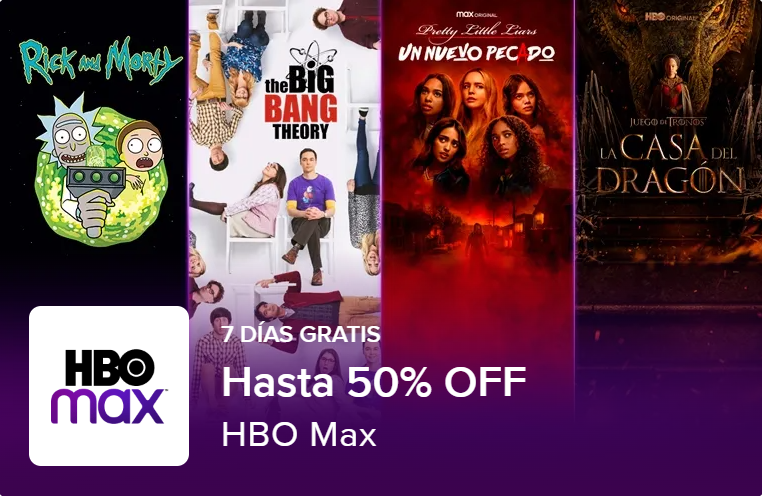 Rick and Morty
the BIG
BANG
THEORY
max ORIGINAL
Pretty Little Liars
UN NUEVO PECADO
HBO ORIGINAL
JUEGO DE TRONOS
LA CASA DEL
DRAGÓN
HBO
max
7 DÍAS GRATIS
Hasta 50% OFF
HBO Max